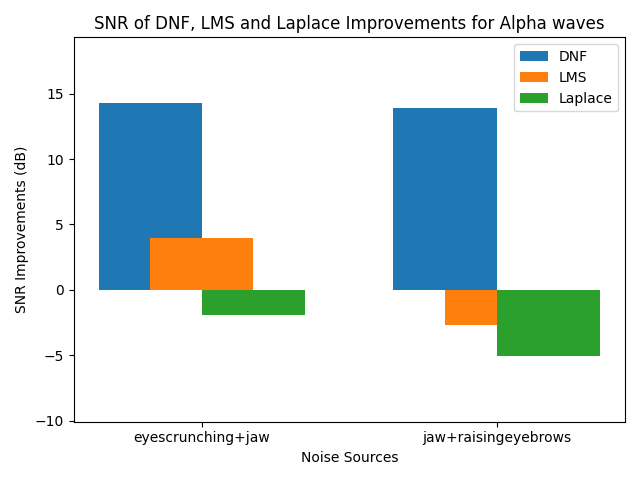 SNR of DNF, LMS and Laplace Improvements for Alpha waves
DNF
LMS
Laplace
SNR Improvements (dB)
15
10
5
0
−5
−10
eyescrunching+jaw
jaw+raisingeyebrows
Noise Sources